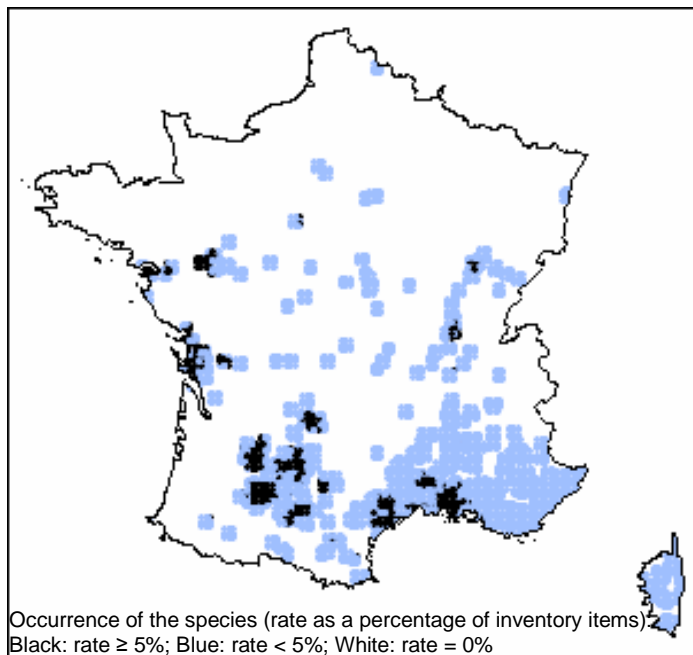 Occurrence of the species (rate as a percentage of inventory items).
Black: rate ≥ 5%; Blue: rate < 5%; White: rate = 0%